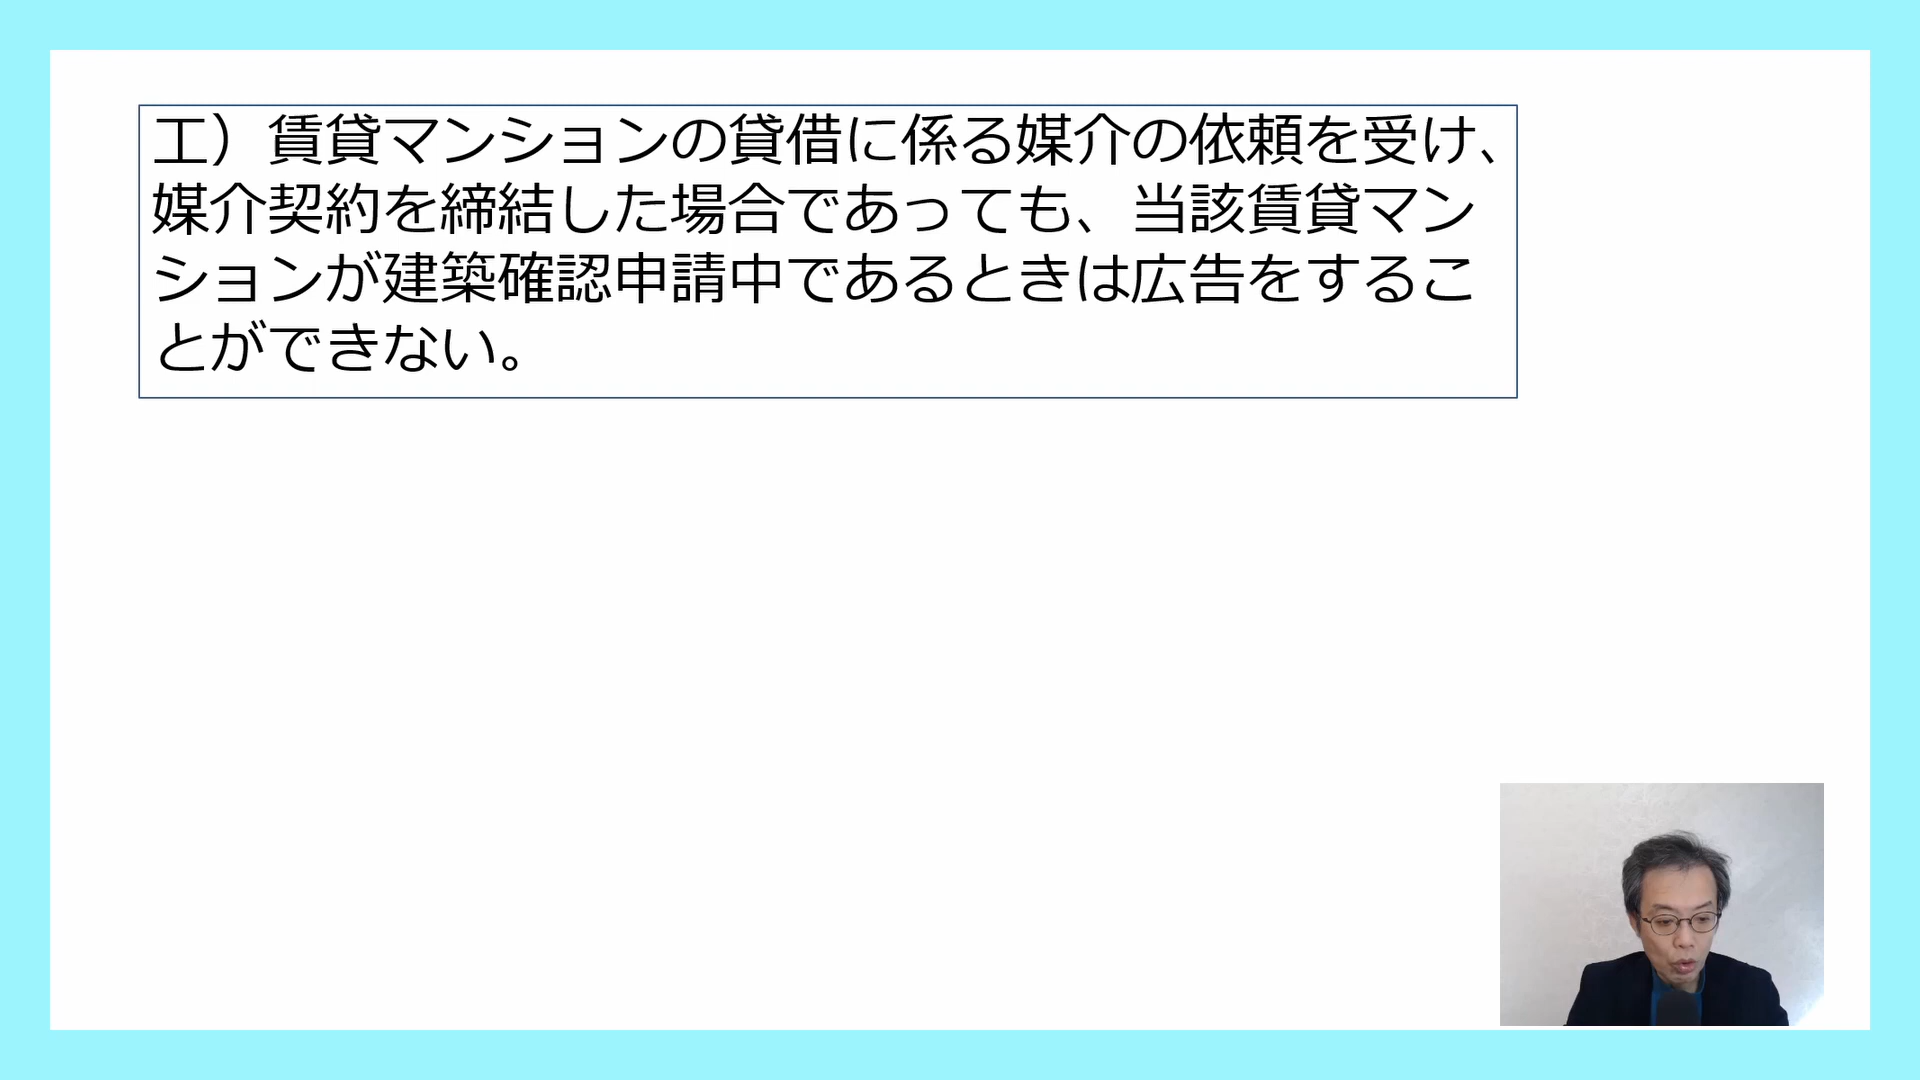 エ）賃貸マンションの貸借に係る媒介の依頼を受け、
媒介契約を締結した場合であっても、当該賃貸マン
ションが建築確認申請中であるときは広告をするこ
とができない。